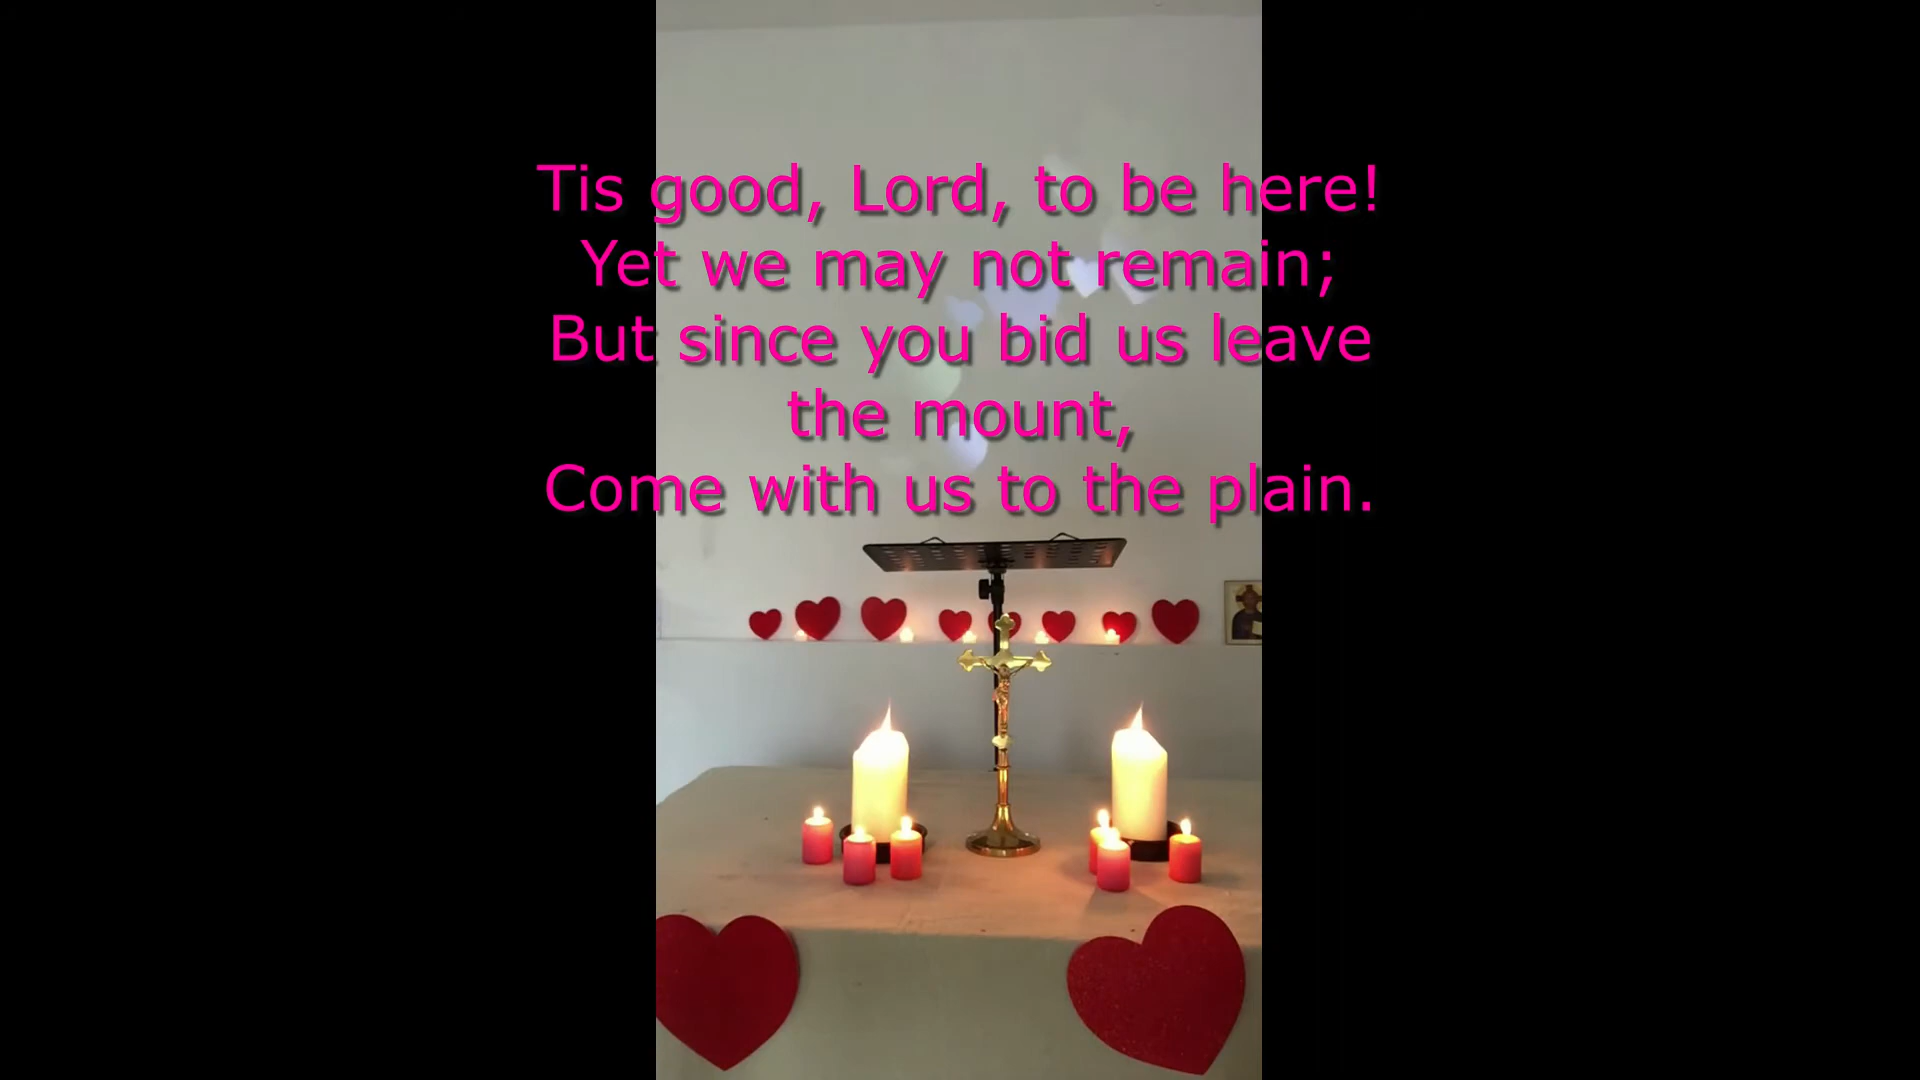 Tis good, Lord, to be here!
Yet we may not remain;
But since you bid us leave
the mount,
Come with us to the plain.